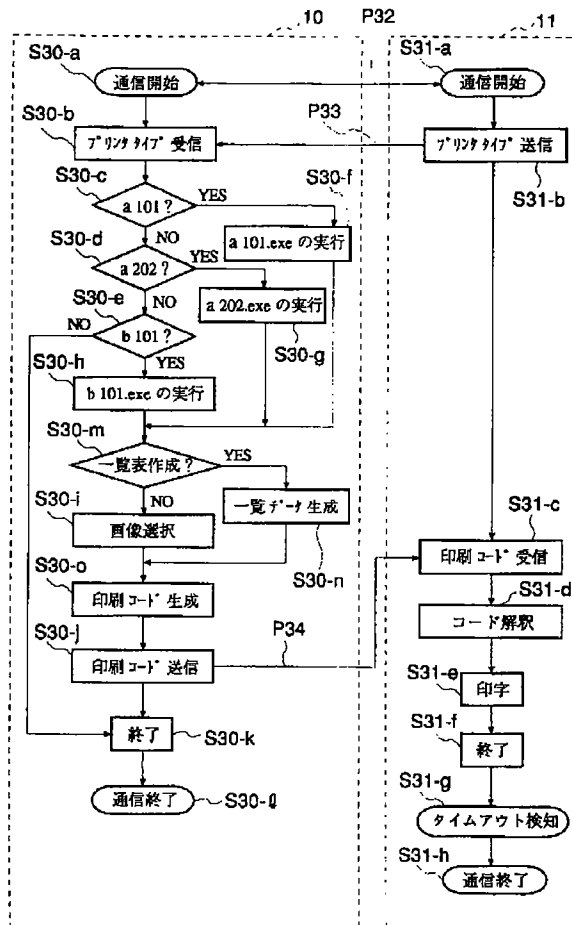 10
P32
11
S30-a
S31-a
通信開始
通信開始
S30-b
P33
プリンタタイプ 受信
プリンタタイプ 送信
S30-c
S30-f
S31-b
a 101 ?
YES
a 101.exe の実行
S30-d
NO
a 202 ?
YES
a 202.exe の実行
S30-e
NO
NO
b 101 ?
S30-g
S30-h
YES
b 101.exe の実行
S30-m
一覧表作成 ?
YES
S30-i
NO
一覧データ 生成
S31-c
画像選択
S30-n
印刷コード 受信
S30-o
S31-d
印刷コード 生成
コード解釈
S30-j
印刷コード 送信
P34
S31-e
印字
終了
S30-k
S31-f
終了
通信終了
S30-ℓ
S31-g
タイムアウト検知
S31-h
通信終了